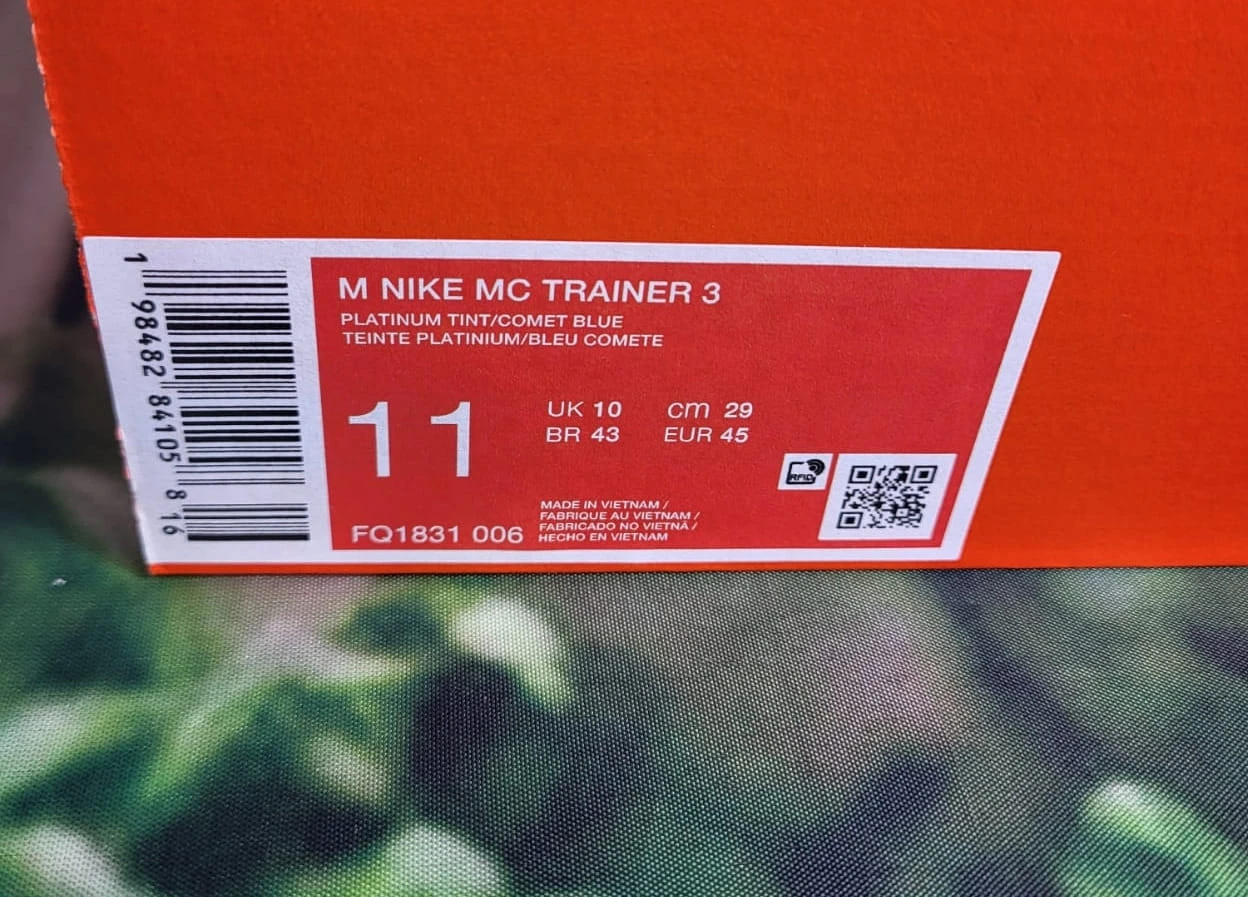 1 98482 84105 8 16
M NIKE MC TRAINER 3
PLATINUM TINT/COMET BLUE
TEINTE PLATINIUM/BLEU COMETE
11
UK 10 cm 29
BR 43 EUR 45
RFID
MADE IN VIETNAM /
FABRIQUE AU VIETNAM /
FABRICADO NO VIETNÃ /
HECHO EN VIETNAM
FQ1831 006